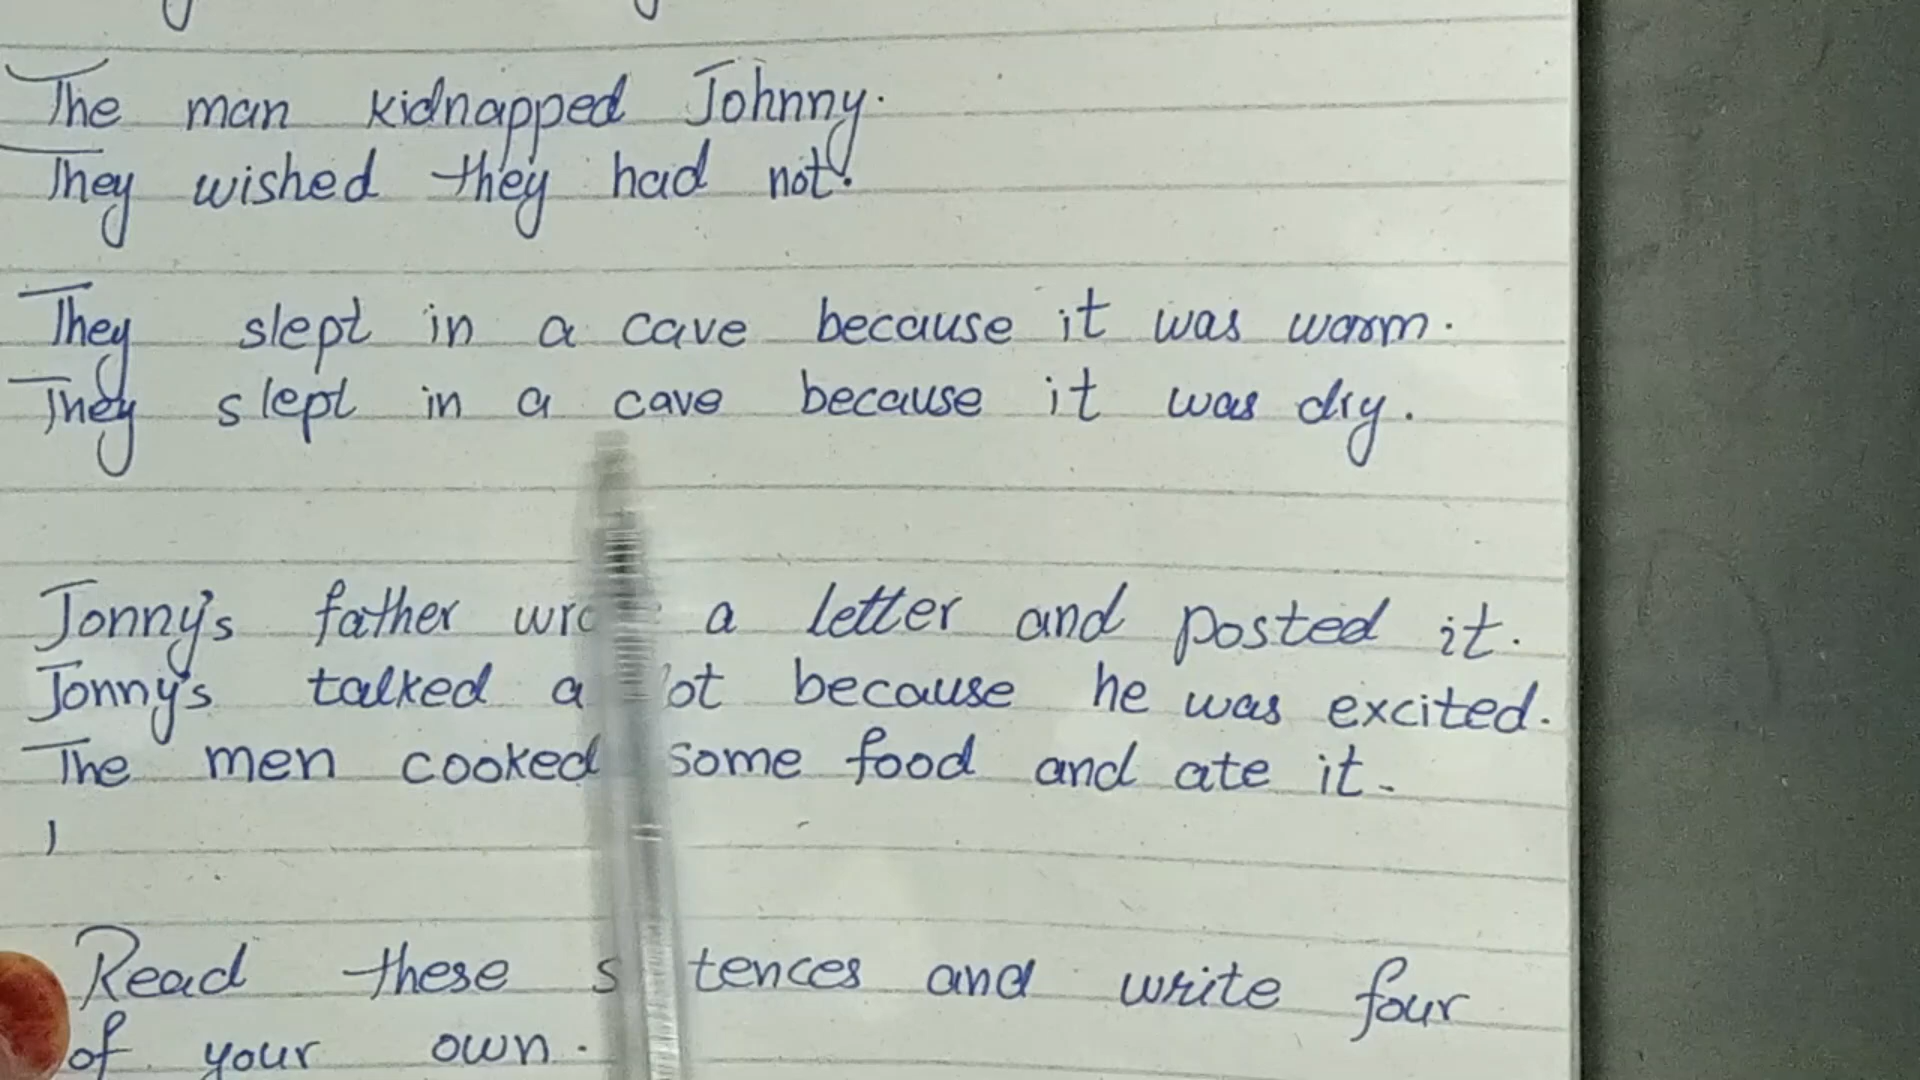 The man kidnapped Johnny.
They wished they had not.
They slept in a cave because it was warm.
They slept in a cave because it was dry.
Jonny's father a letter and posted it.
Jonny's talked a because he was excited.
The men cooked some food and ate it.
Read these and write four
of your own.